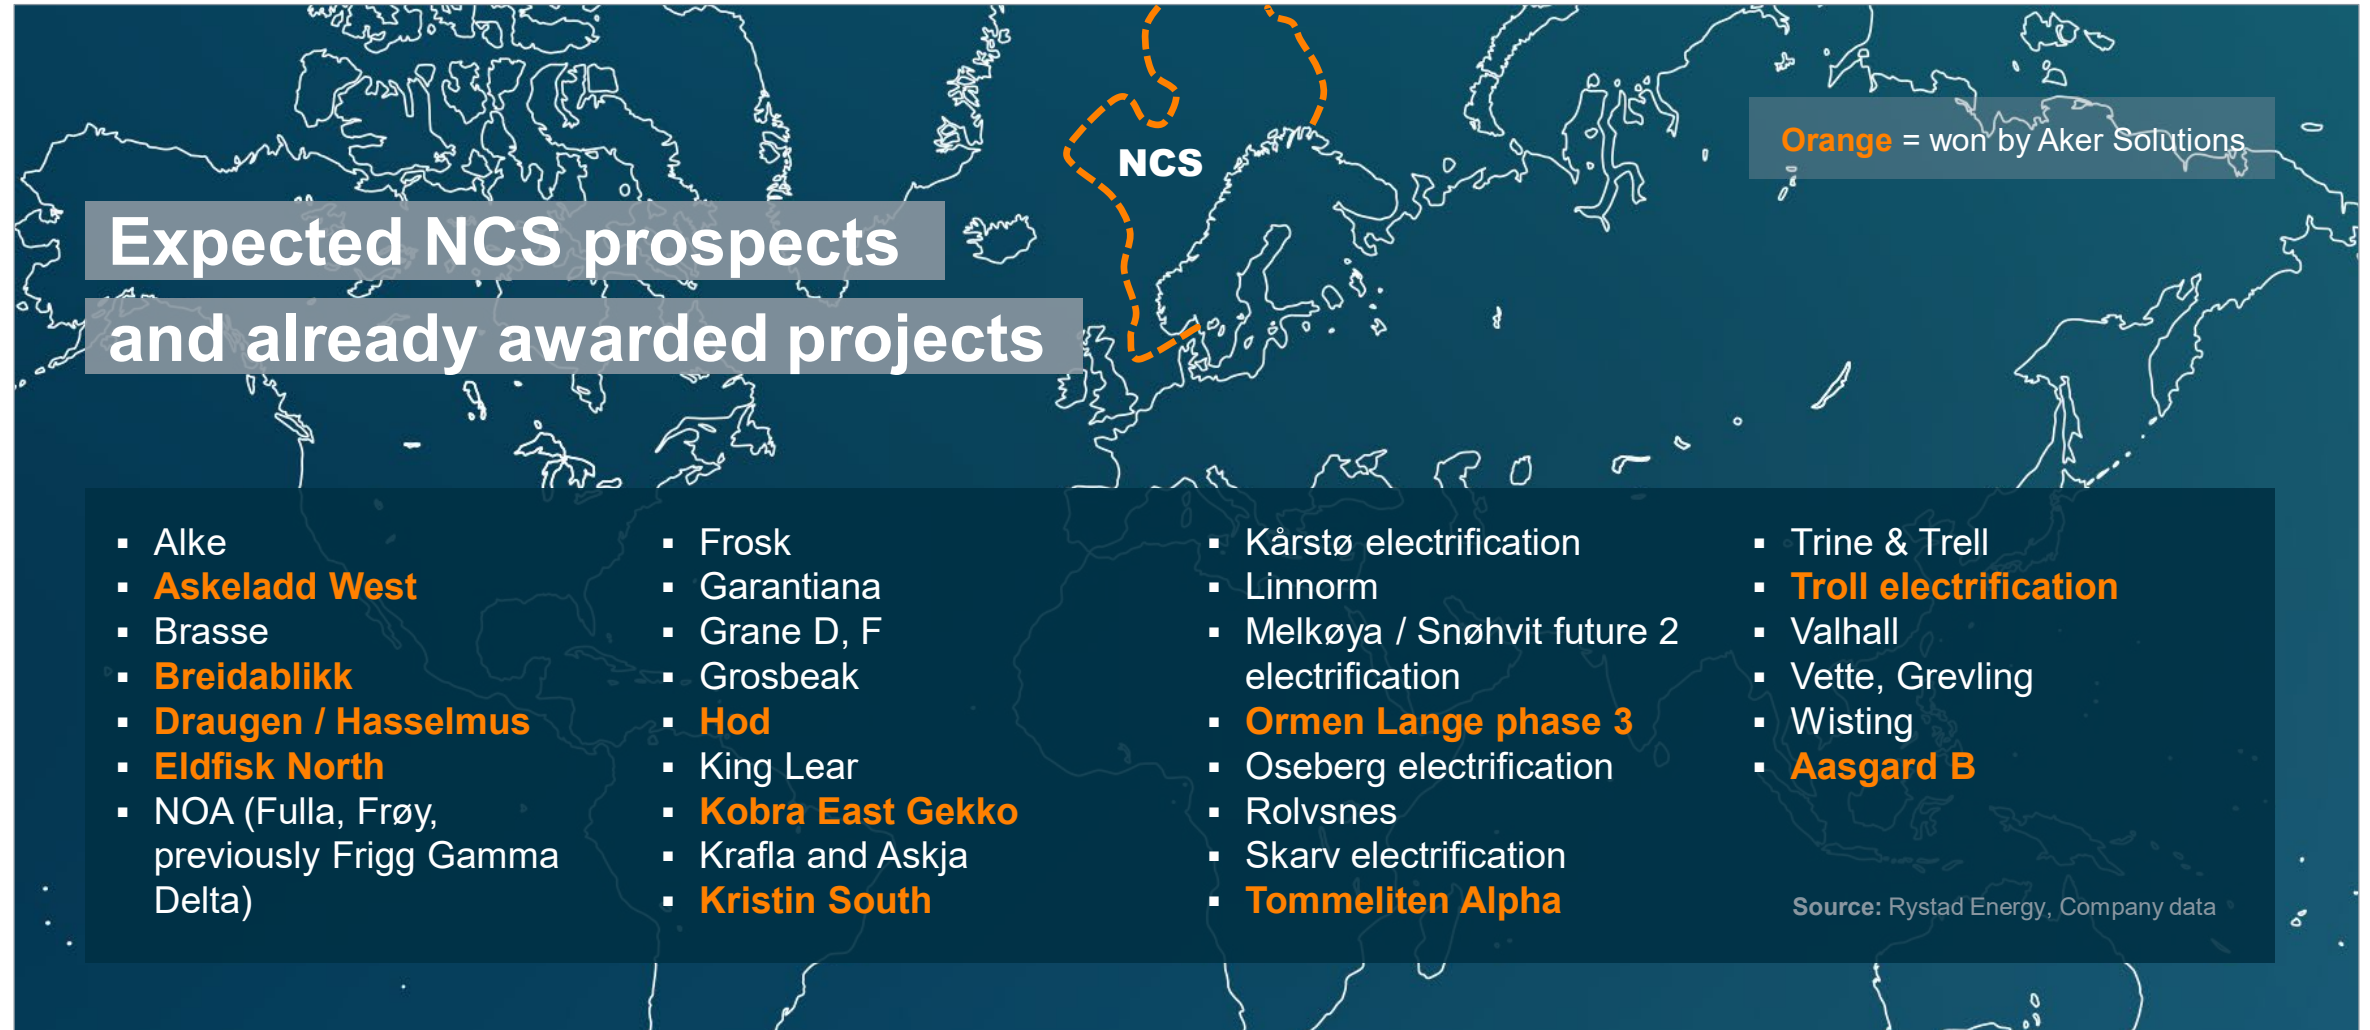 NCS
Orange = won by Aker Solutions
Expected NCS prospects
and already awarded projects
▪ Alke
▪ Askeladd West
▪ Brasse
▪ Breidablikk
▪ Draugen / Hasselmus
▪ Eldfisk North
▪ NOA (Fulla, Frøy,
previously Frigg Gamma
Delta)
▪ Frosk
▪ Garantiana
▪ Grane D, F
▪ Grosbeak
▪ Hod
▪ King Lear
▪ Kobra East Gekko
▪ Krafla and Askja
▪ Kristin South
▪ Kårstø electrification
▪ Linnorm
▪ Melkøya / Snøhvit future 2
electrification
▪ Ormen Lange phase 3
▪ Oseberg electrification
▪ Rolvsnes
▪ Skarv electrification
▪ Tommeliten Alpha
▪ Trine & Trell
▪ Troll electrification
▪ Valhall
▪ Vette, Grevling
▪ Wisting
▪ Aasgard B
Source: Rystad Energy, Company data